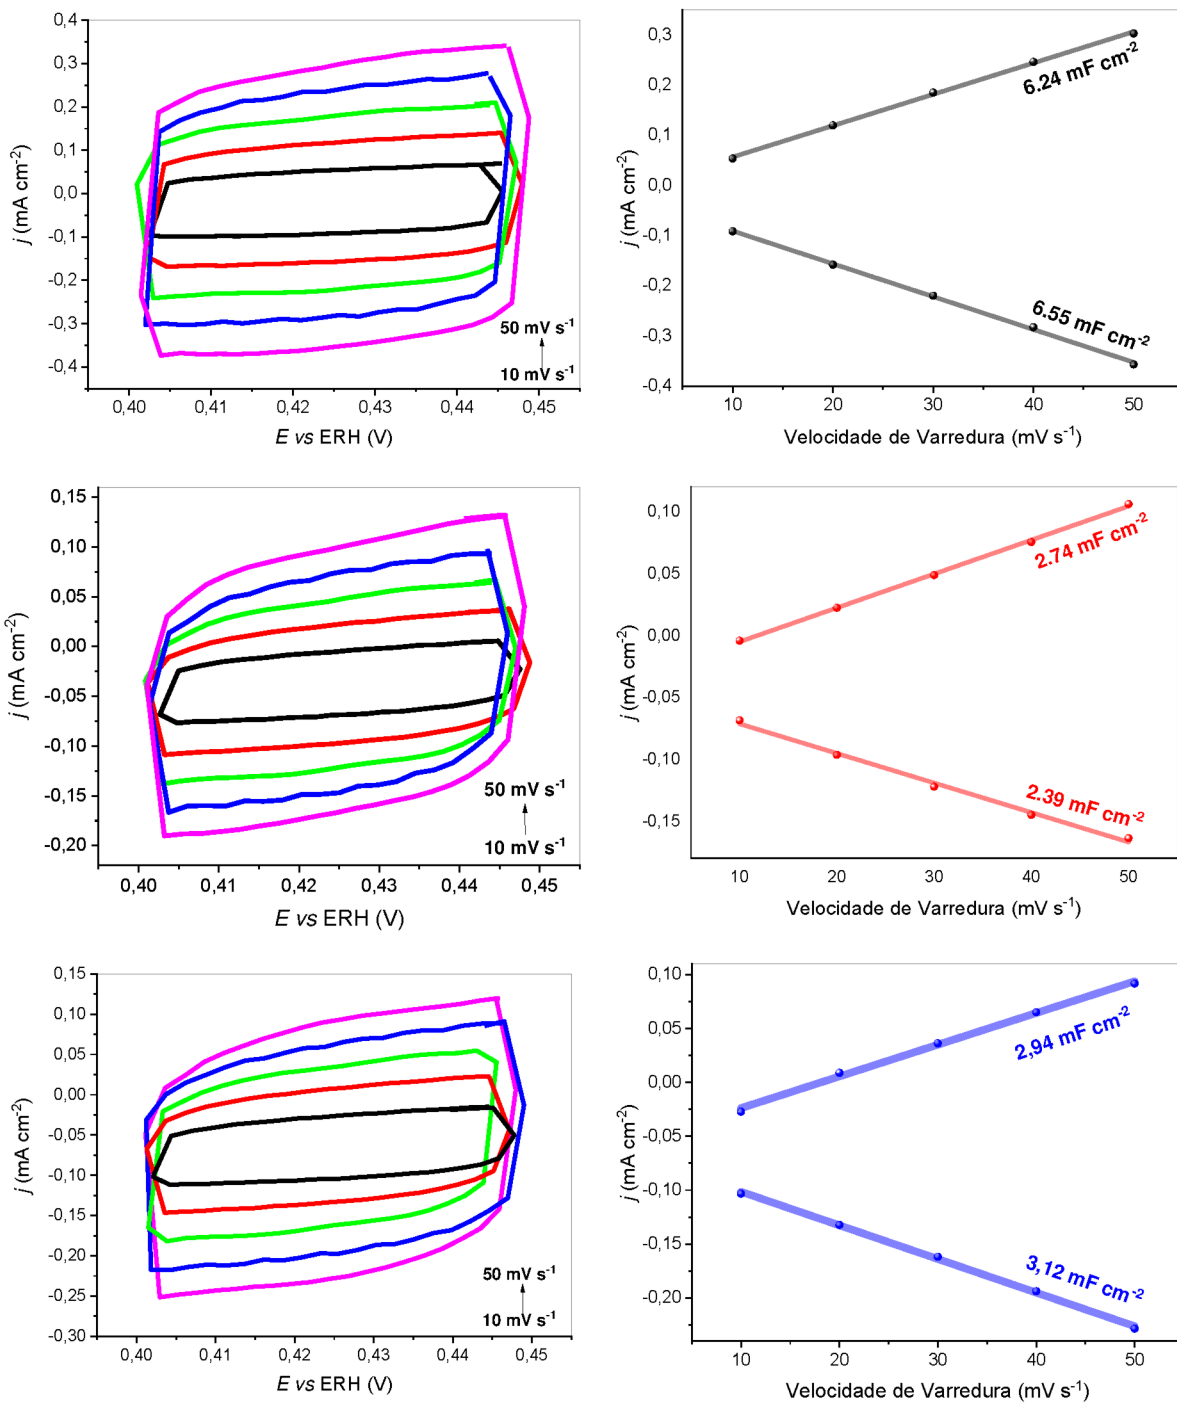 0,4
0,3
0,2
0,1
0,0
-0,1
-0,2
-0,3
-0,4
j (mA cm-2)
50 mV s-1
10 mV s-1
0,40 0,41 0,42 0,43 0,44 0,45
E vs ERH (V)
0,3
0,2
0,1
0,0
-0,1
-0,2
-0,3
-0,4
j (mA cm-2)
6.24 mF cm-2
6.55 mF cm-2
10 20 30 40 50
Velocidade de Varredura (mV s-1)
0,15
0,10
0,05
0,00
-0,05
-0,10
-0,15
-0,20
j (mA cm-2)
50 mV s-1
10 mV s-1
0,40 0,41 0,42 0,43 0,44 0,45
E vs ERH (V)
0,10
0,05
0,00
-0,05
-0,10
-0,15
j (mA cm-2)
2.74 mF cm-2
2.39 mF cm-2
10 20 30 40 50
Velocidade de Varredura (mV s-1)
0,15
0,10
0,05
0,00
-0,05
-0,10
-0,15
-0,20
-0,25
-0,30
j (mA cm-2)
50 mV s-1
10 mV s-1
0,40 0,41 0,42 0,43 0,44 0,45
E vs ERH (V)
0,10
0,05
0,00
-0,05
-0,10
-0,15
-0,20
j (mA cm-2)
2,94 mF cm-2
3,12 mF cm-2
10 20 30 40 50
Velocidade de Varredura (mV s-1)